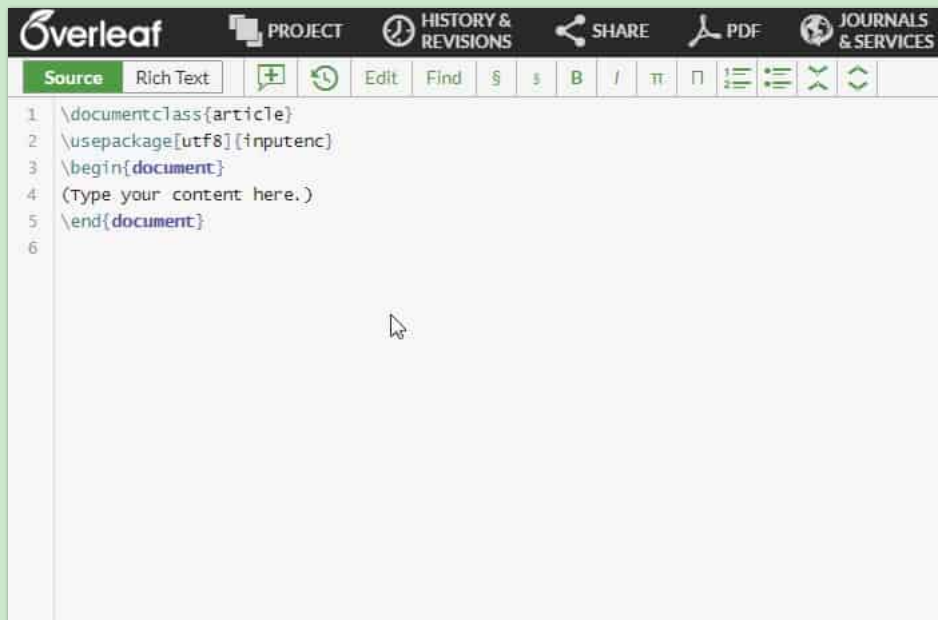 Overleaf PROJECT HISTORY & REVISIONS SHARE PDF JOURNALS & SERVICES
Source Rich Text Edit Find § § B I π Π
1 \documentclass{article}
2 \usepackage[utf8]{inputenc}
3 \begin{document}
4 (Type your content here.)
5 \end{document}
6